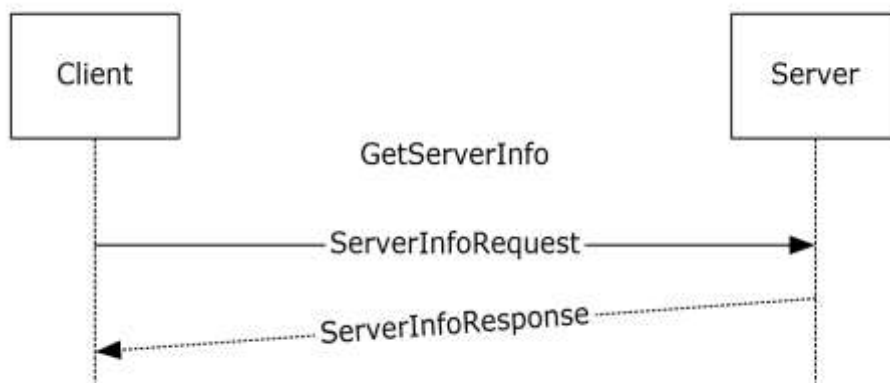 Client
Server
GetServerInfo
ServerInfoRequest
ServerInfoResponse